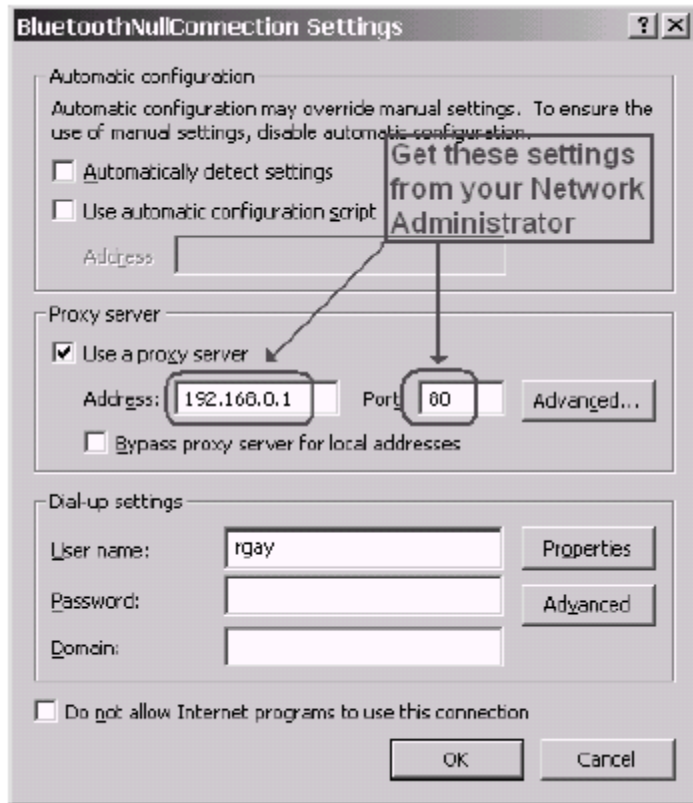 BluetoothNullConnection Settings
Automatic configuration
Automatic configuration may override manual settings. To ensure the
use of manual settings, disable automatic configuration.
Get these settings
from your Network
Administrator
Automatically detect settings
Use automatic configuration script
Address
Proxy server
Use a proxy server
Address: 192.168.0.1 Port 80 Advanced...
Bypass proxy server for local addresses
Dial-up settings
User name: rgay Properties
Password: Advanced
Domain:
Do not allow Internet programs to use this connection
OK Cancel